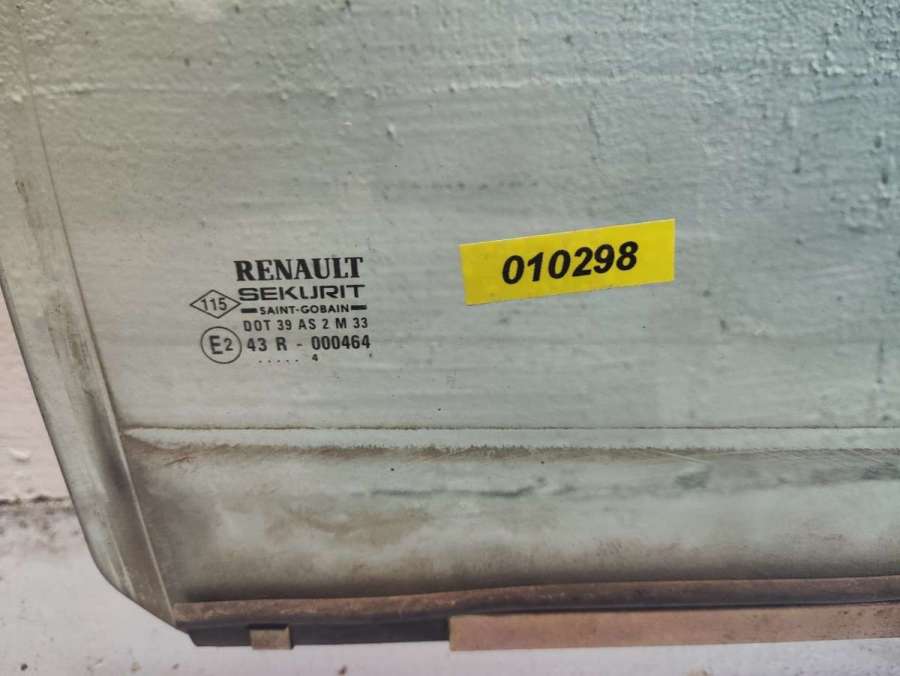 RENAULT
115
SEKURIT
SAINT-GOBAIN
DOT 39 AS 2 M 33
E2 43 R - 000464
..... 4
010298